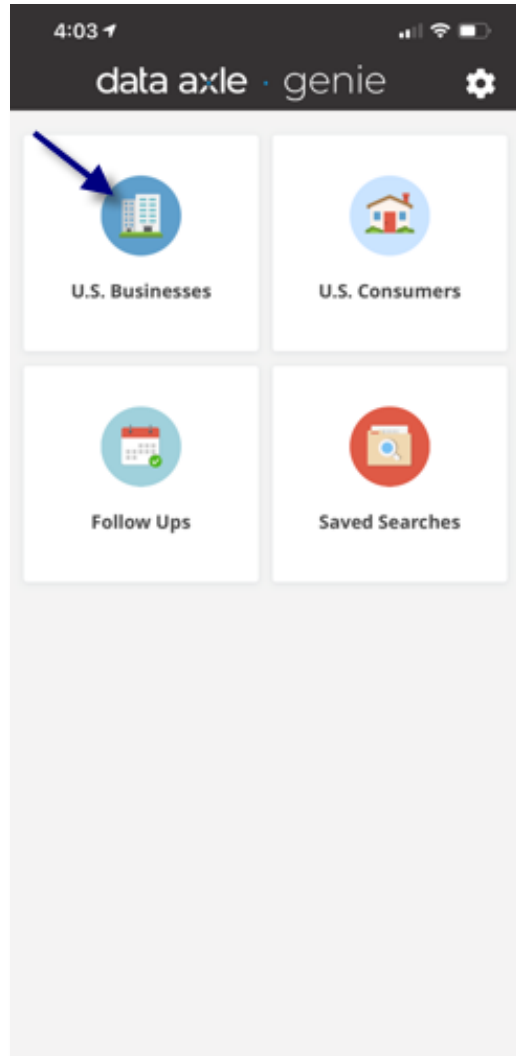 4:03
data axle · genie
U.S. Businesses
U.S. Consumers
Follow Ups
Saved Searches